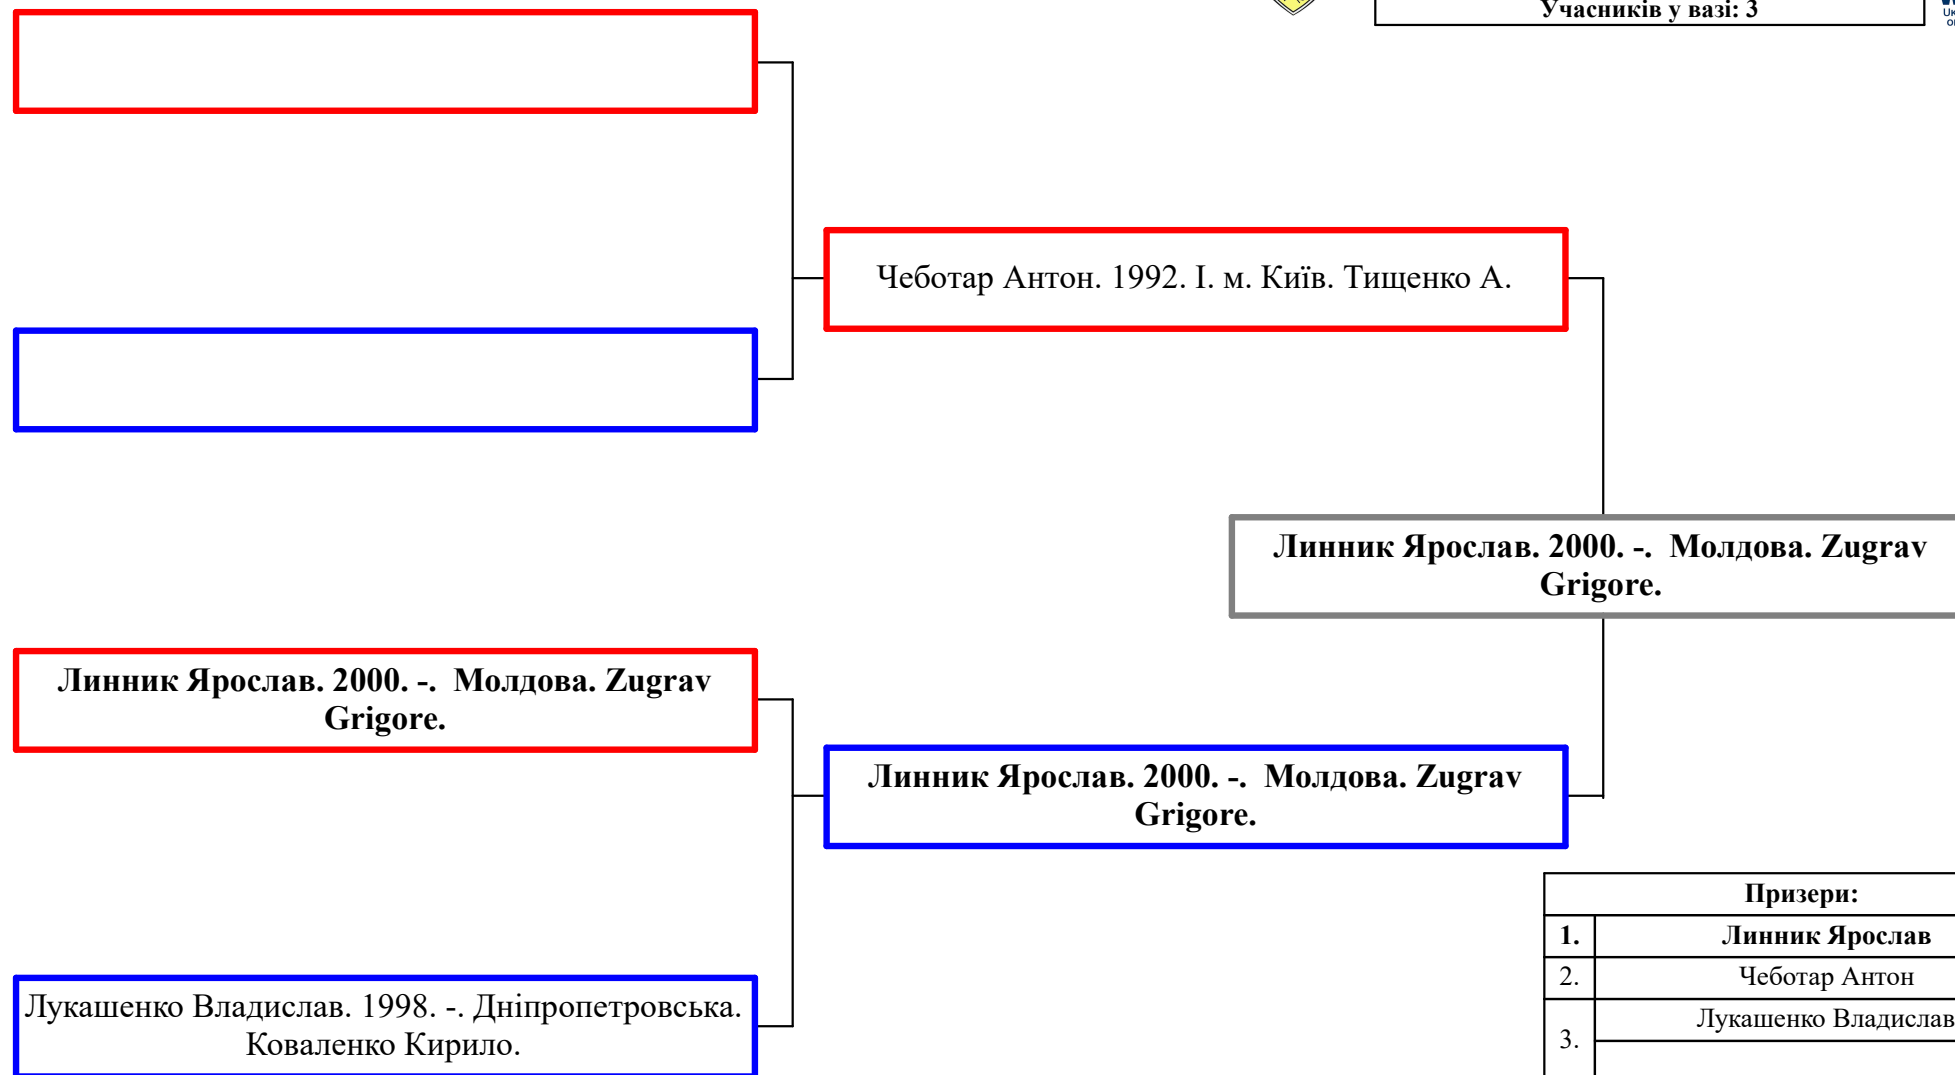 Учасників у вазі: 3
Чеботар Антон. 1992. I. м. Київ. Тищенко А.
Линник Ярослав. 2000. -. Молдова. Zugrav
Grigore.
Линник Ярослав. 2000. -. Молдова. Zugrav
Grigore.
Линник Ярослав. 2000. -. Молдова. Zugrav
Grigore.
Лукашенко Владислав. 1998. -. Дніпропетровська.
Коваленко Кирило.
Призери:
1. Линник Ярослав
2. Чеботар Антон
3. Лукашенко Владислав